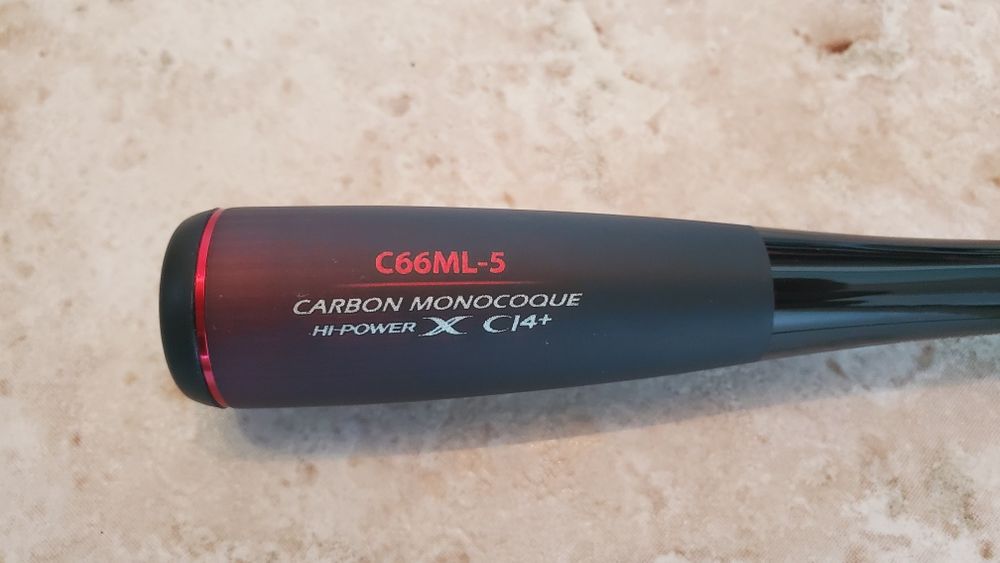 C66ML-5
CARBON MONOCOQUE
HI-POWER X CI4+